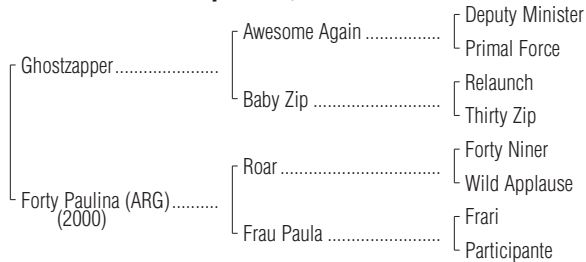 Deputy Minister
Awesome Again ................
Primal Force
Ghostzapper.......................
Relaunch
Baby Zip ...........................
Thirty Zip
Forty Niner
Roar ..................................
Wild Applause
Forty Paulina (ARG)..........
(2000)
Frari
Frau Paula ........................
Participante